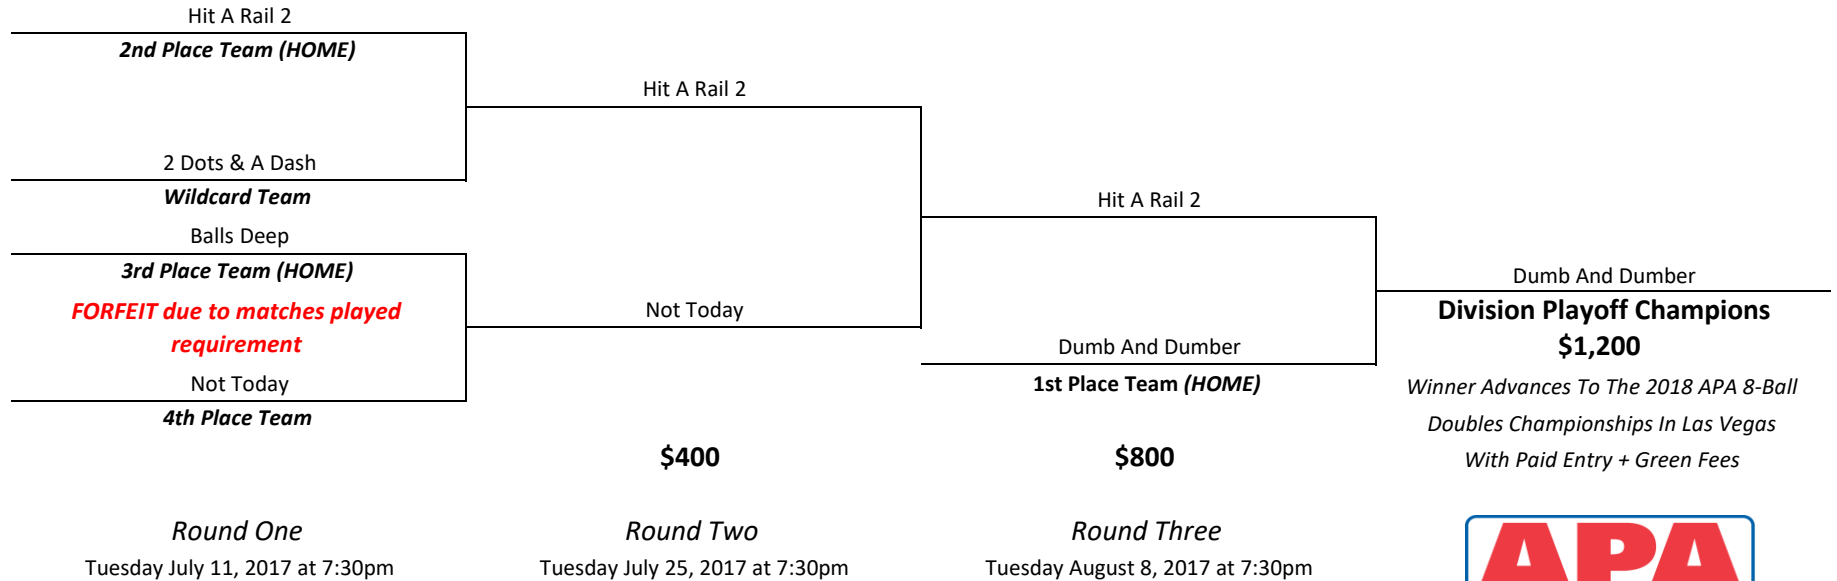 Hit A Rail 2
2nd Place Team (HOME)
Hit A Rail 2
2 Dots & A Dash
Wildcard Team
Hit A Rail 2
Balls Deep
3rd Place Team (HOME)
Dumb And Dumber
FORFEIT due to matches played
requirement
Not Today
Division Playoff Champions
$1,200
Dumb And Dumber
Not Today
1st Place Team (HOME)
Winner Advances To The 2018 APA 8-Ball
4th Place Team
Doubles Championships In Las Vegas
$400
$800
With Paid Entry + Green Fees
Round One
Round Two
Round Three
Tuesday July 11, 2017 at 7:30pm
Tuesday July 25, 2017 at 7:30pm
Tuesday August 8, 2017 at 7:30pm
APA